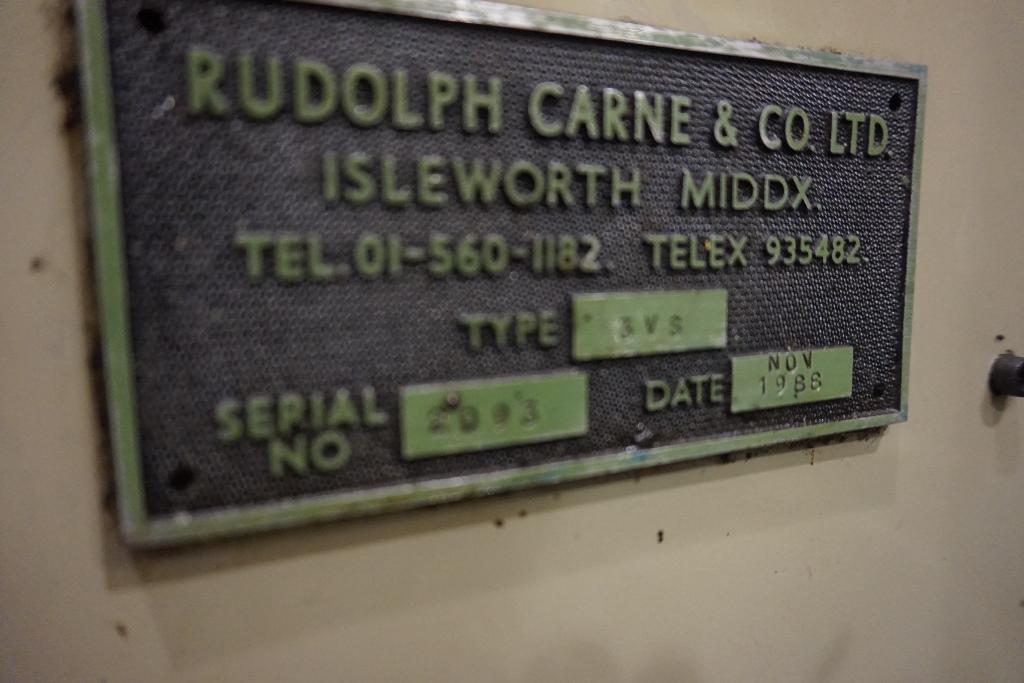 RUDOLPH CARNE & CO. LTD.
ISLEWORTH MIDDX.
TEL. 01-560-1182. TELEX 935482
TYPE 3VS
SERIAL NO 2093
DATE NOV 1988